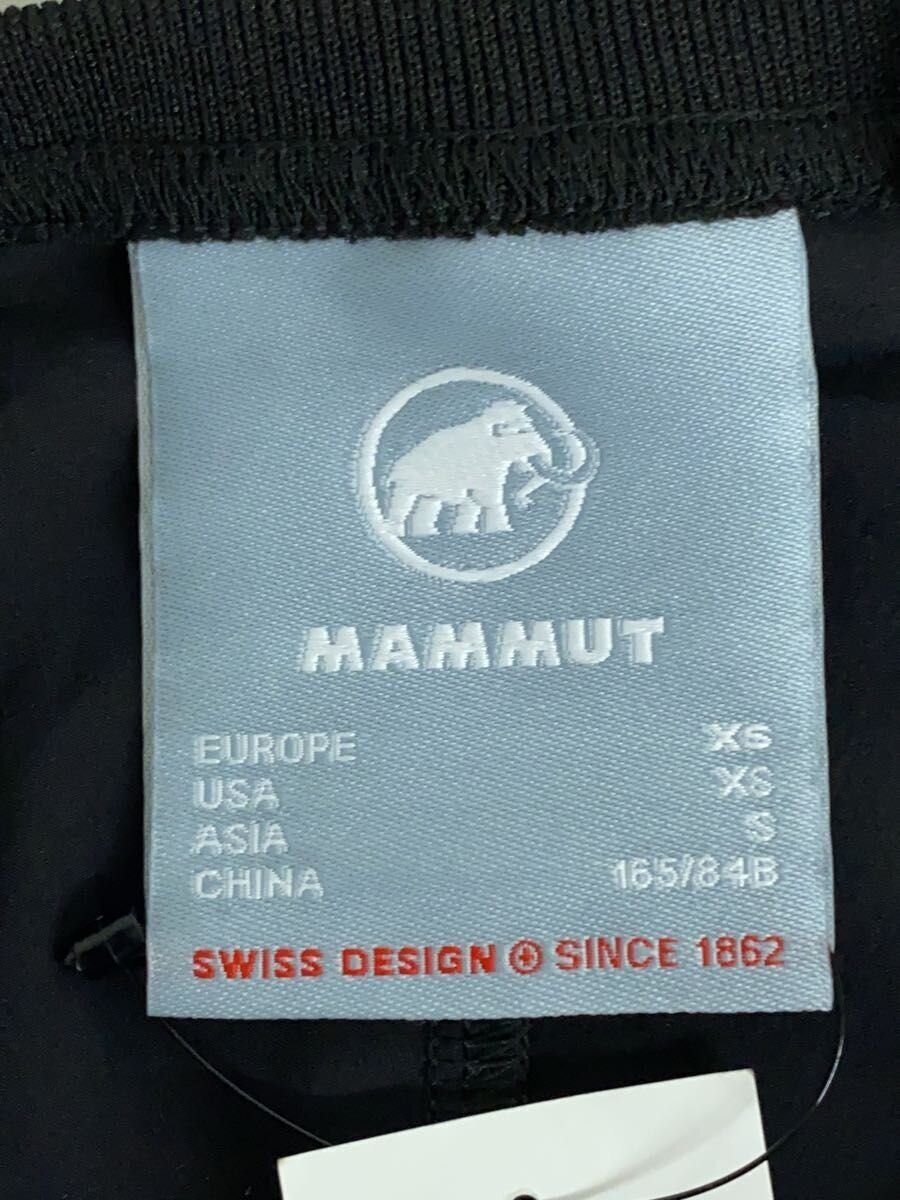 MAMMUT
EUROPE XS
USA XS
ASIA S
CHINA 165/84B
SWISS DESIGN SINCE 1862